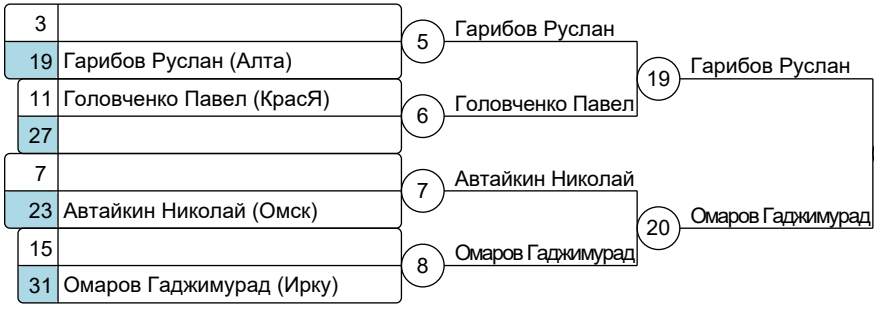 3
19 Гарибов Руслан (Алта)
5
Гарибов Руслан
11 Головченко Павел (КрасЯ)
27
6
Головченко Павел
19
Гарибов Руслан
7
23 Автайкин Николай (Омск)
7
Автайкин Николай
15
31 Омаров Гаджимурад (Ирку)
8
Омаров Гаджимурад
20
Омаров Гаджимурад